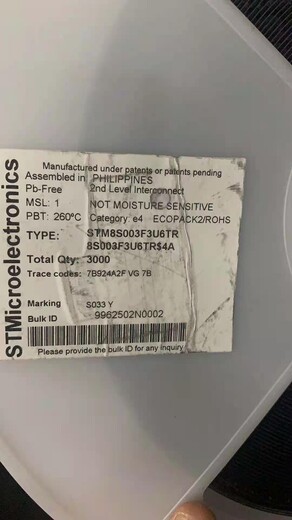 STMicroelectronics
Manufactured under patents or patents pending
Assembled in PHILIPPINES
Pb-Free 2nd Level Interconnect
MSL: 1 NOT MOISTURE SENSITIVE
PBT: 260ºC Category: e4 ECOPACK2/ROHS
TYPE: STM8S003F3U6TR
8S003F3U6TR$4A
Total Qty: 3000
Trace codes: 7B924A2F VG 7B
Marking S033 Y
Bulk ID 9962502N0002
Please provide the bulk ID for any inquiry